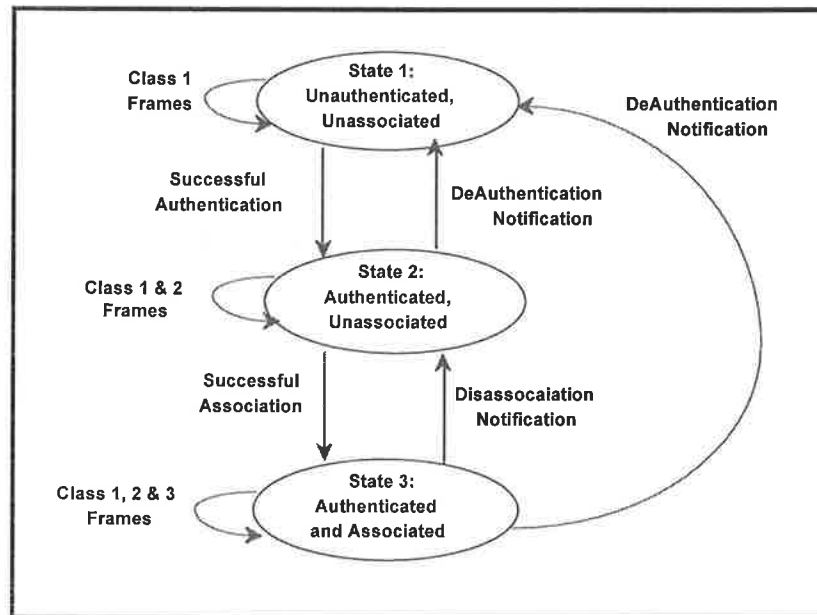 State 1:
Unauthenticated,
Unassociated
Class 1
Frames
DeAuthentication
Notification
Successful
Authentication
DeAuthentication
Notification
State 2:
Authenticated,
Unassociated
Class 1 & 2
Frames
Successful
Association
Disassocaiation
Notification
State 3:
Authenticated
and Associated
Class 1, 2 & 3
Frames